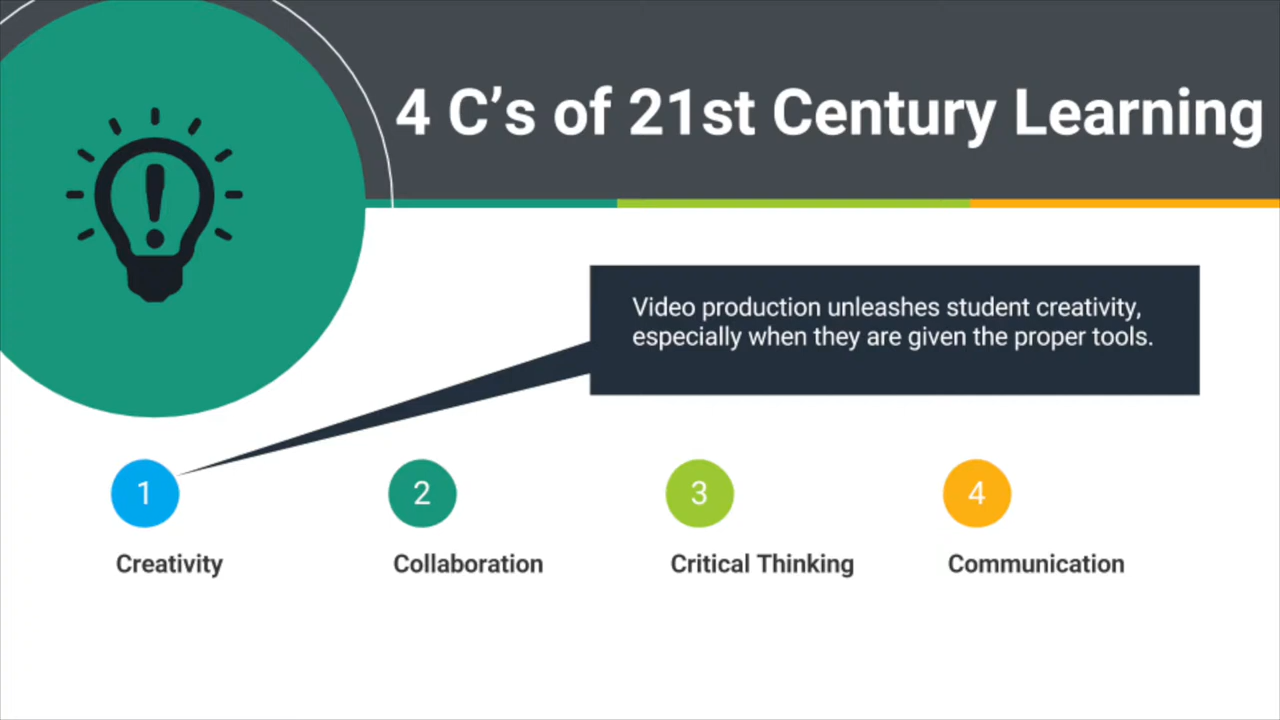 4 C’s of 21st Century Learning
Video production unleashes student creativity,
especially when they are given the proper tools.
1
2
3
4
Creativity
Collaboration
Critical Thinking
Communication